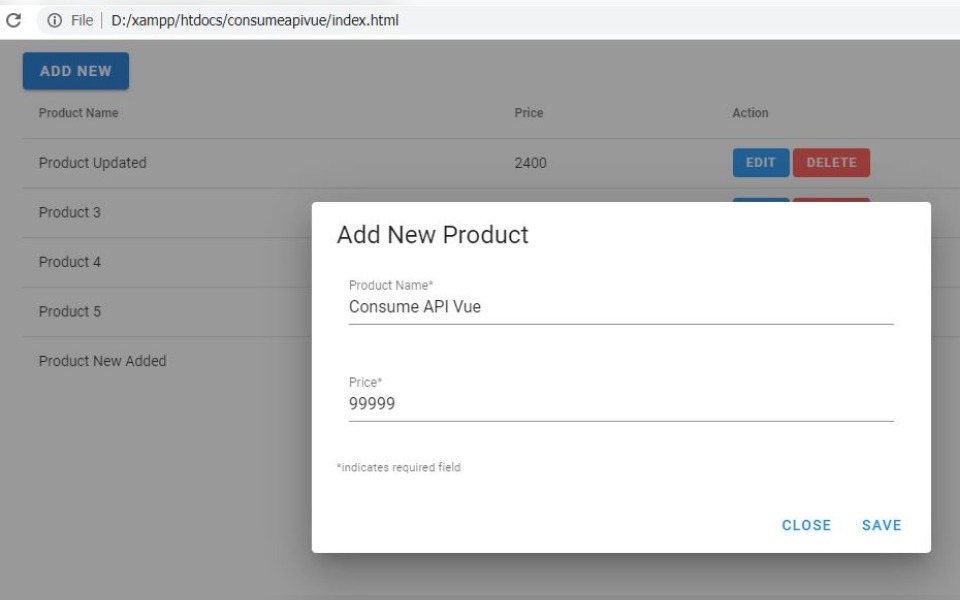 File | D:/xampp/htdocs/consumeapivue/index.html
ADD NEW
Product Name Price Action
Product Updated 2400 EDIT DELETE
Product 3
Product 4
Product 5
Product New Added
Add New Product
Product Name*
Consume API Vue
Price*
99999
*indicates required field
CLOSE SAVE